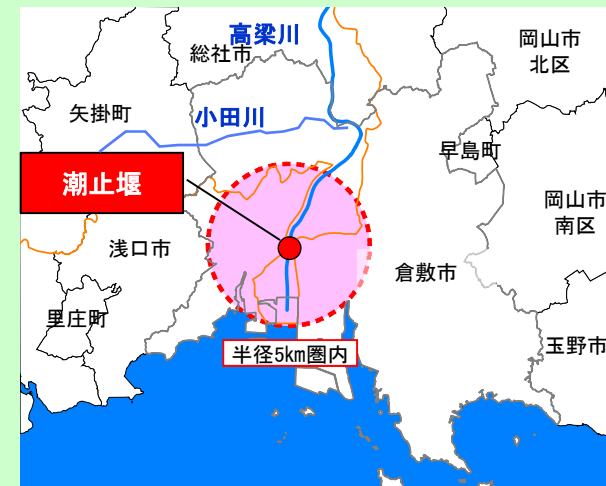 高梁川
総社市
岡山市
北区
矢掛町
小田川
早島町
潮止堰
岡山市
南区
浅口市
倉敷市
里庄町
玉野市
半径5km圏内